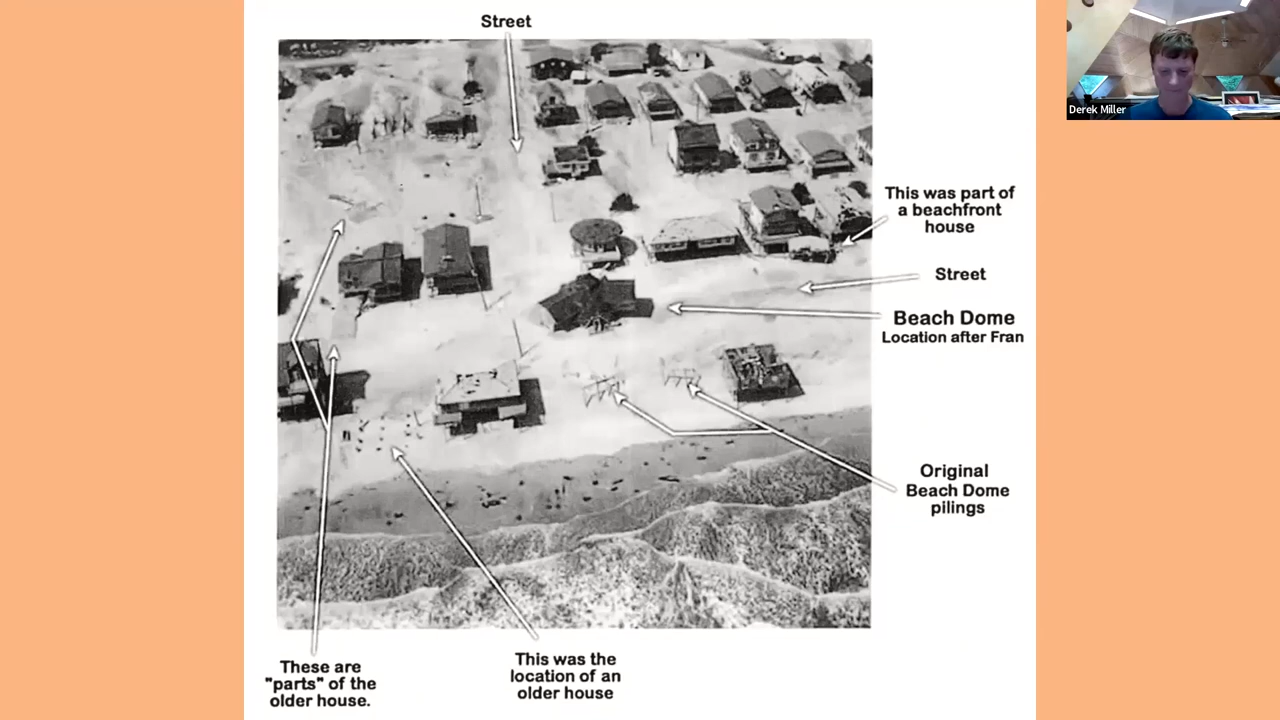 Street
Derek Miller
This was part of
a beachfront
house
Street
Beach Dome
Location after Fran
Original
Beach Dome
pilings
These are
"parts" of the
older house.
This was the
location of an
older house